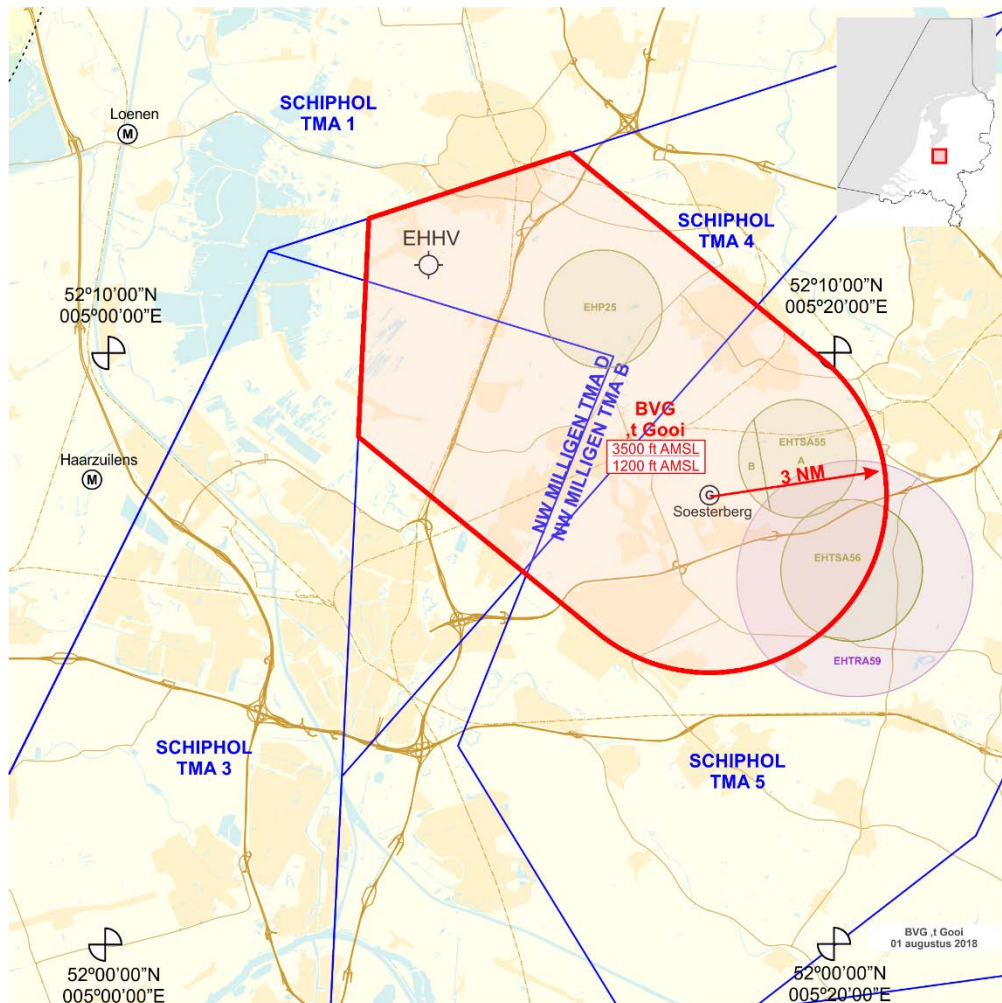 SCHIPHOL
TMA 1
Loenen
M
EHHV
SCHIPHOL
TMA 4
52º10'00"N
005º00'00"E
EHP25
52º10'00"N
005º20'00"E
NW MILLIGEN TMA D
NW MILLIGEN TMA B
BVG
,t Gooi
3500 ft AMSL
1200 ft AMSL
EHTSA55
A
B
3 NM
Haarzuilens
M
G
Soesterberg
EHTSA56
EHTRA59
SCHIPHOL
TMA 3
SCHIPHOL
TMA 5
BVG ,t Gooi
01 augustus 2018
52º00'00"N
005º00'00"E
52º00'00"N
005º20'00"E